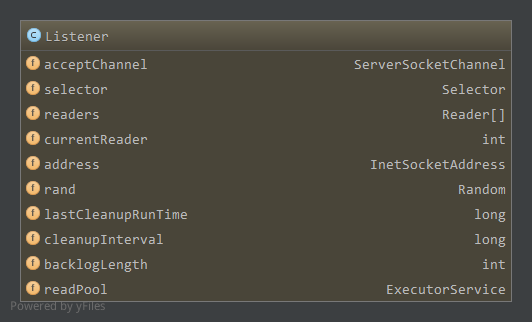 C Listener
f acceptChannel ServerSocketChannel
f selector Selector
f readers Reader[]
f currentReader int
f address InetSocketAddress
f rand Random
f lastCleanupRunTime long
f cleanupInterval long
f backlogLength int
f readPool ExecutorService
Powered by yFiles